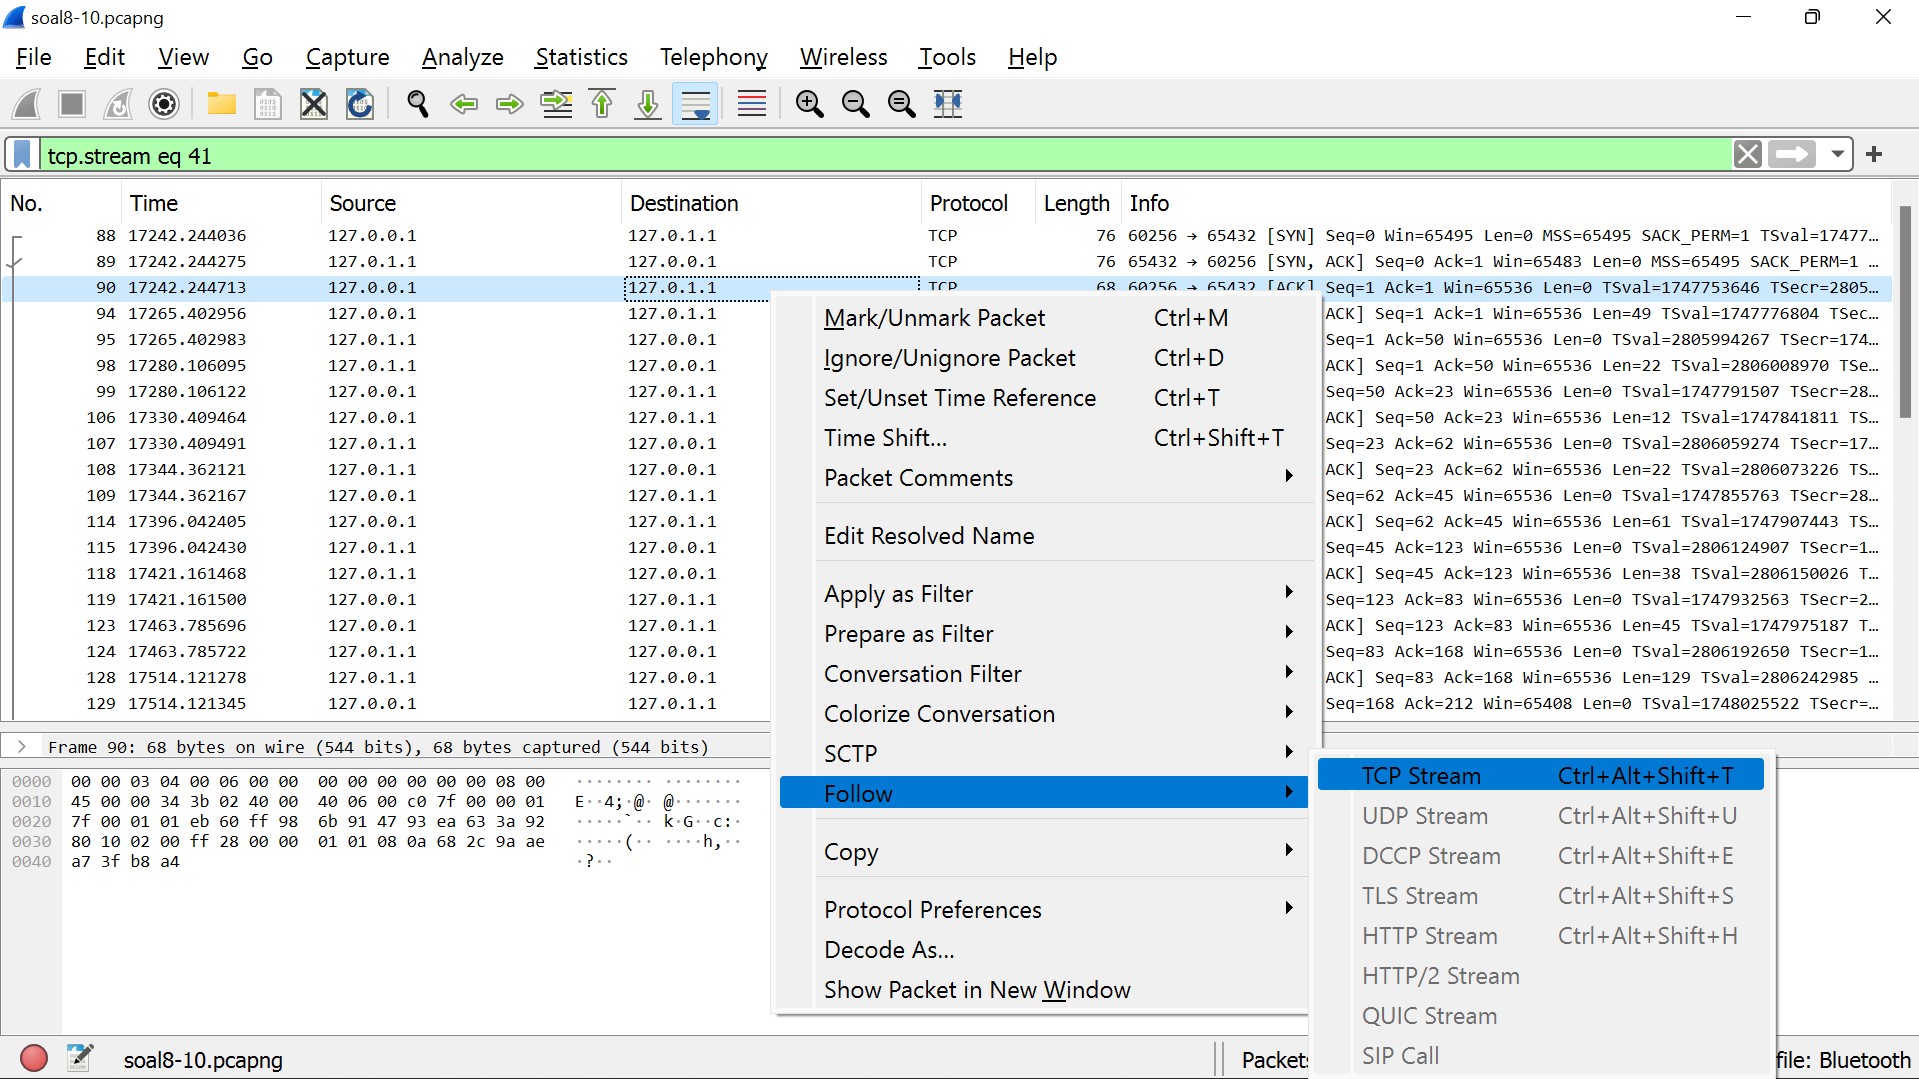 soal8-10.pcapng
File Edit View Go Capture Analyze Statistics Telephony Wireless Tools Help
tcp.stream eq 41
No. Time Source Destination Protocol Length Info
88 17242.244036 127.0.0.1 127.0.1.1 TCP 76 60256 → 65432 [SYN] Seq=0 Win=65495 Len=0 MSS=65495 SACK_PERM=1 TSval=17477…
89 17242.244275 127.0.1.1 127.0.0.1 TCP 76 65432 → 60256 [SYN, ACK] Seq=0 Ack=1 Win=65483 Len=0 MSS=65495 SACK_PERM=1 …
90 17242.244713 127.0.0.1 127.0.1.1 TCP 68 60256 → 65432 [ACK] Seq=1 Ack=1 Win=65536 Len=0 TSval=1747753646 TSecr=2805…
94 17265.402956 127.0.0.1 127.0.1.1 ACK] Seq=1 Ack=1 Win=65536 Len=49 TSval=1747776804 TSec…
95 17265.402983 127.0.1.1 127.0.0.1 Seq=1 Ack=50 Win=65536 Len=0 TSval=2805994267 TSecr=174…
98 17280.106095 127.0.1.1 127.0.0.1 ACK] Seq=1 Ack=50 Win=65536 Len=22 TSval=2806008970 TSe…
99 17280.106122 127.0.0.1 127.0.1.1 Seq=50 Ack=23 Win=65536 Len=0 TSval=1747791507 TSecr=28…
106 17330.409464 127.0.0.1 127.0.1.1 ACK] Seq=50 Ack=23 Win=65536 Len=12 TSval=1747841811 TS…
107 17330.409491 127.0.1.1 127.0.0.1 Seq=23 Ack=62 Win=65536 Len=0 TSval=2806059274 TSecr=17…
108 17344.362121 127.0.1.1 127.0.0.1 ACK] Seq=23 Ack=62 Win=65536 Len=22 TSval=2806073226 TS…
109 17344.362167 127.0.0.1 127.0.1.1 Seq=62 Ack=45 Win=65536 Len=0 TSval=1747855763 TSecr=28…
114 17396.042405 127.0.0.1 127.0.1.1 ACK] Seq=62 Ack=45 Win=65536 Len=61 TSval=1747907443 TS…
115 17396.042430 127.0.1.1 127.0.0.1 Seq=45 Ack=123 Win=65536 Len=0 TSval=2806124907 TSecr=1…
118 17421.161468 127.0.1.1 127.0.0.1 ACK] Seq=45 Ack=123 Win=65536 Len=38 TSval=2806150026 T…
119 17421.161500 127.0.0.1 127.0.1.1 Seq=123 Ack=83 Win=65536 Len=0 TSval=1747932563 TSecr=2…
123 17463.785696 127.0.0.1 127.0.1.1 ACK] Seq=123 Ack=83 Win=65536 Len=45 TSval=1747975187 T…
124 17463.785722 127.0.1.1 127.0.0.1 Seq=83 Ack=168 Win=65536 Len=0 TSval=2806192650 TSecr=1…
128 17514.121278 127.0.1.1 127.0.0.1 ACK] Seq=83 Ack=168 Win=65536 Len=129 TSval=2806242985 …
129 17514.121345 127.0.0.1 127.0.1.1 Seq=168 Ack=212 Win=65408 Len=0 TSval=1748025522 TSecr=…
Mark/Unmark Packet Ctrl+M
Ignore/Unignore Packet Ctrl+D
Set/Unset Time Reference Ctrl+T
Time Shift... Ctrl+Shift+T
Packet Comments
Edit Resolved Name
Apply as Filter
Prepare as Filter
Conversation Filter
Colorize Conversation
SCTP
Follow
Copy
Protocol Preferences
Decode As...
Show Packet in New Window
TCP Stream Ctrl+Alt+Shift+T
UDP Stream Ctrl+Alt+Shift+U
DCCP Stream Ctrl+Alt+Shift+E
TLS Stream Ctrl+Alt+Shift+S
HTTP Stream Ctrl+Alt+Shift+H
HTTP/2 Stream
QUIC Stream
SIP Call
Frame 90: 68 bytes on wire (544 bits), 68 bytes captured (544 bits)
0000 00 00 03 04 00 06 00 00 00 00 00 00 00 00 08 00 ········ ········
0010 45 00 00 34 3b 02 40 00 40 06 00 c0 7f 00 00 01 E··4;·@· @·······
0020 7f 00 01 01 eb 60 ff 98 6b 91 47 93 ea 63 3a 92 ·····`·· k·G··c:·
0030 80 10 02 00 ff 28 00 00 01 01 08 0a 68 2c 9a ae ·····(·· ····h,··
0040 a7 3f b8 a4 ·?··
soal8-10.pcapng Packets file: Bluetooth